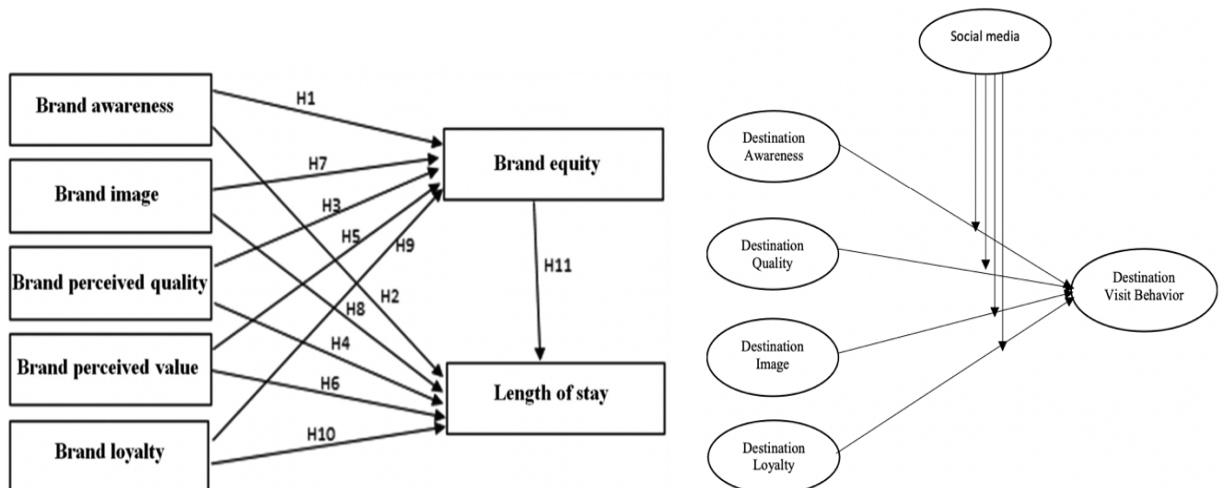 Brand awareness
Brand image
Brand perceived quality
Brand perceived value
Brand loyalty
H1
H7
H3
H5
H9
H2
H8
H4
H6
H10
Brand equity
H11
Length of stay
Social media
Destination
Awareness
Destination
Quality
Destination
Image
Destination
Loyalty
Destination
Visit Behavior